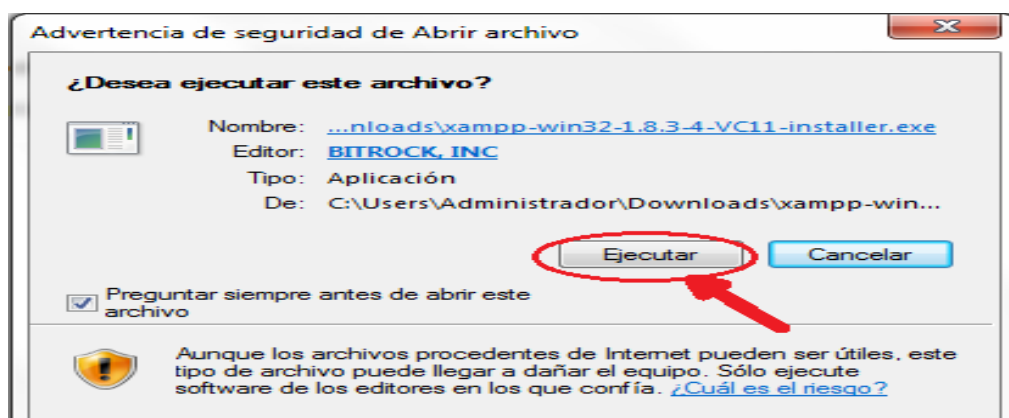 Advertencia de seguridad de Abrir archivo
¿Desea ejecutar este archivo?
Nombre: ...nloads\xampp-win32-1.8.3-4-VC11-installer.exe
Editor: BITROCK, INC
Tipo: Aplicación
De: C:\Users\Administrador\Downloads\xampp-win...
Ejecutar Cancelar
Preguntar siempre antes de abrir este
archivo
Aunque los archivos procedentes de Internet pueden ser útiles, este
tipo de archivo puede llegar a dañar el equipo. Sólo ejecute
software de los editores en los que confía. ¿Cuál es el riesgo?